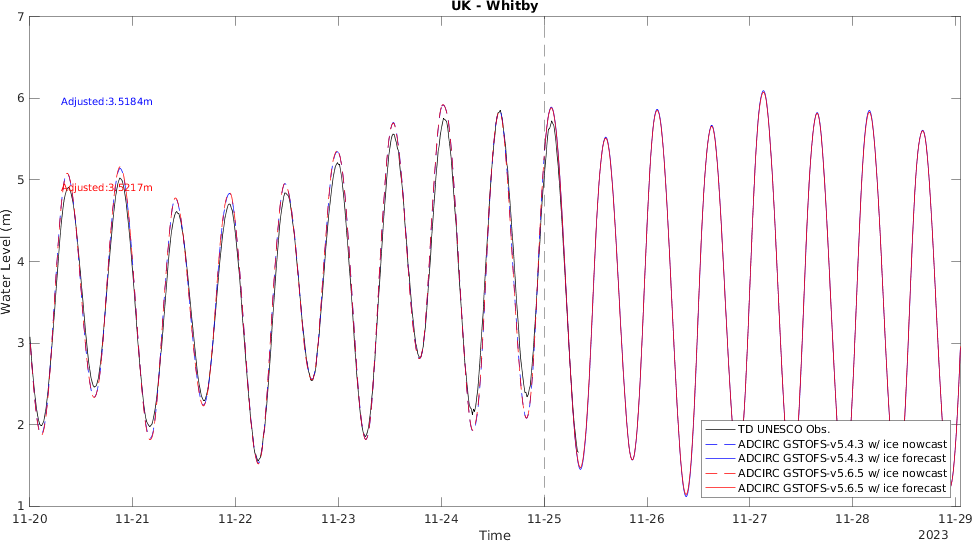 UK - Whitby
7
6
5
4
3
2
1
Water Level (m)
Adjusted:3.5184m
Adjusted:3.5217m
TD UNESCO Obs.
ADCIRC GSTOFS-v5.4.3 w/ ice nowcast
ADCIRC GSTOFS-v5.4.3 w/ ice forecast
ADCIRC GSTOFS-v5.6.5 w/ ice nowcast
ADCIRC GSTOFS-v5.6.5 w/ ice forecast
11-20 11-21 11-22 11-23 11-24 11-25 11-26 11-27 11-28 11-29
Time
2023